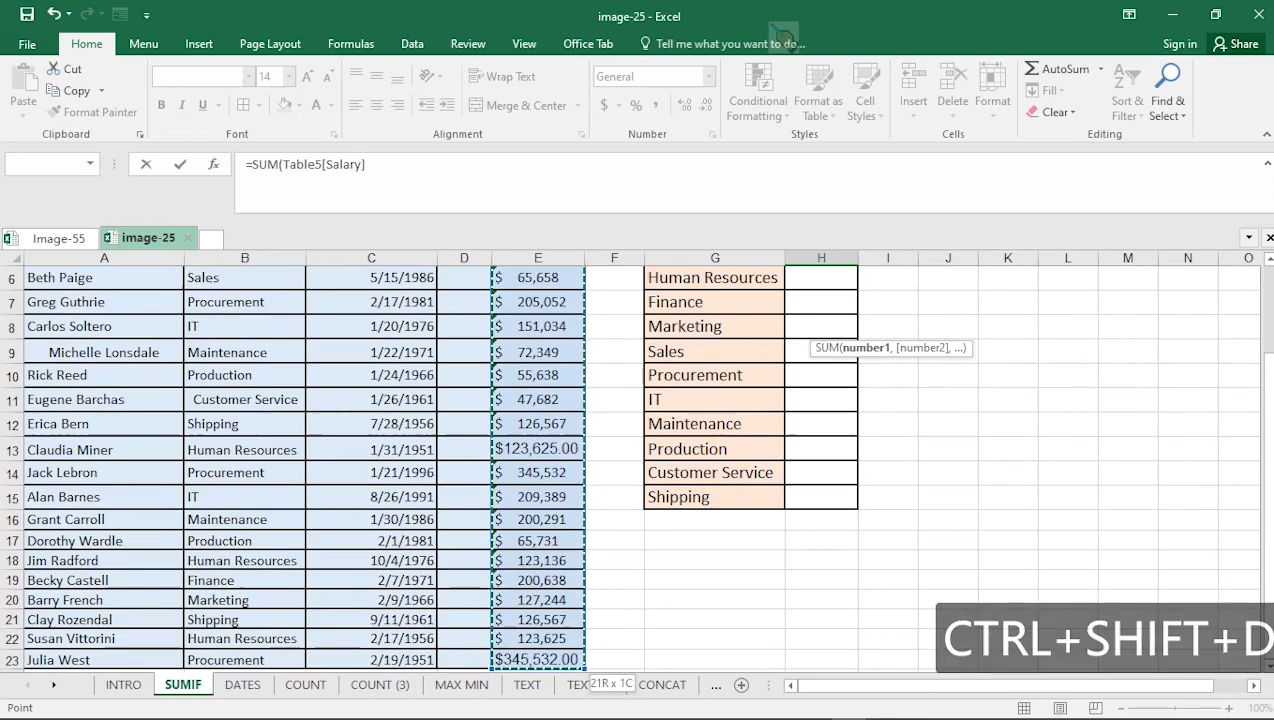 image-25 - Excel
File Home Menu Insert Page Layout Formulas Data Review View Office Tab Tell me what you want to do... Sign in Share
Paste Cut Copy Format Painter Clipboard
14 B I U A Font
Wrap Text Merge & Center Alignment
General $ % , Number
Conditional Formatting Format as Table Cell Styles Styles
Insert Delete Format Cells
AutoSum Fill Clear Sort & Filter Find & Select Editing
=SUM(Table5[Salary]
Image-55 image-25
A B C D E F G H I J K L M N O
6 Beth Paige Sales 5/15/1986 $ 65,658 Human Resources
7 Greg Guthrie Procurement 2/17/1981 $ 205,052 Finance
8 Carlos Soltero IT 1/20/1976 $ 151,034 Marketing
9 Michelle Lonsdale Maintenance 1/22/1971 $ 72,349 Sales SUM(number1, [number2], ...)
10 Rick Reed Production 1/24/1966 $ 55,638 Procurement
11 Eugene Barchas Customer Service 1/26/1961 $ 47,682 IT
12 Erica Bern Shipping 7/28/1956 $ 126,567 Maintenance
13 Claudia Miner Human Resources 1/31/1951 $123,625.00 Production
14 Jack Lebron Procurement 1/21/1996 $ 345,532 Customer Service
15 Alan Barnes IT 8/26/1991 $ 209,389 Shipping
16 Grant Carroll Maintenance 1/30/1986 $ 200,291
17 Dorothy Wardle Production 2/1/1981 $ 65,731
18 Jim Radford Human Resources 10/4/1976 $ 123,136
19 Becky Castell Finance 2/7/1971 $ 200,638
20 Barry French Marketing 2/9/1966 $ 127,244
21 Clay Rozendal Shipping 9/11/1961 $ 126,567
22 Susan Vittorini Human Resources 2/17/1956 $ 123,625
23 Julia West Procurement 2/19/1951 $345,532.00
CTRL+SHIFT+D
INTRO SUMIF DATES COUNT COUNT (3) MAX MIN TEXT TEX 21R x 1C CONCAT ...
Point 100%